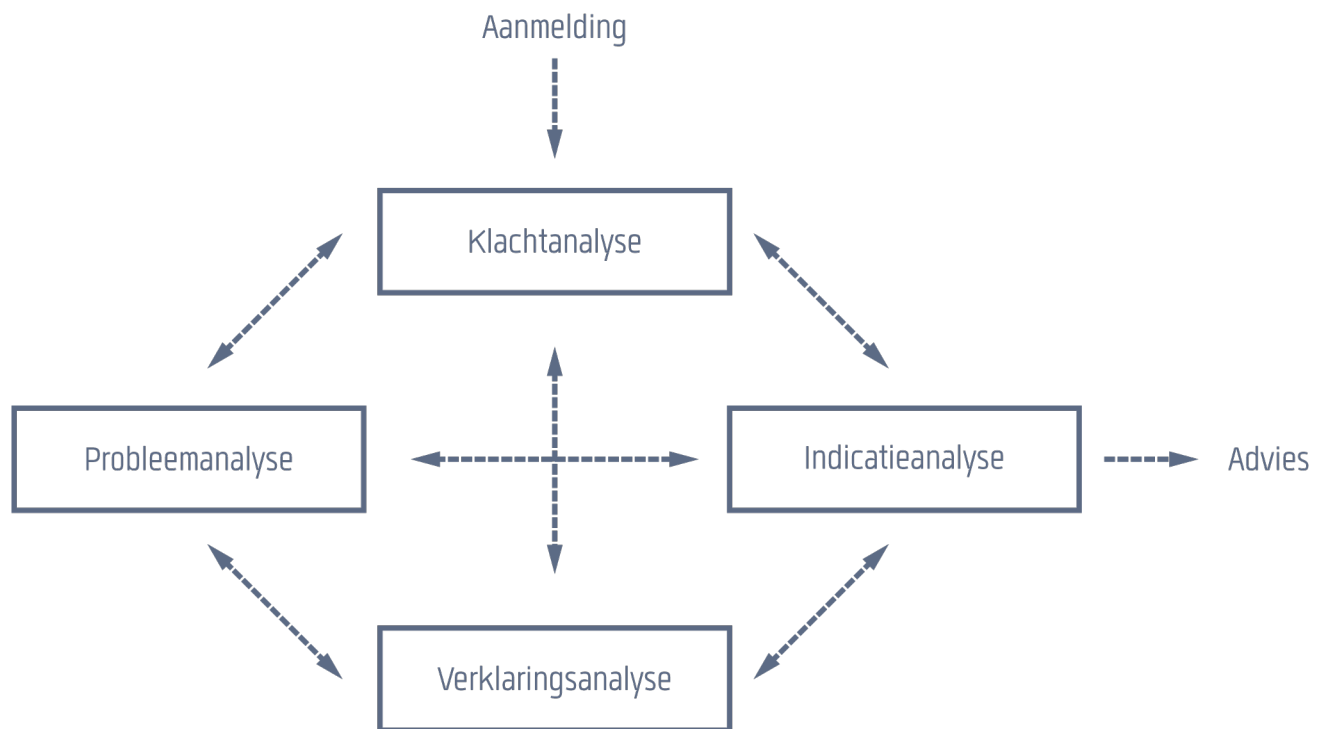 Aanmelding
Klachtanalyse
Probleemanalyse
Indicatieanalyse
Advies
Verklaringsanalyse